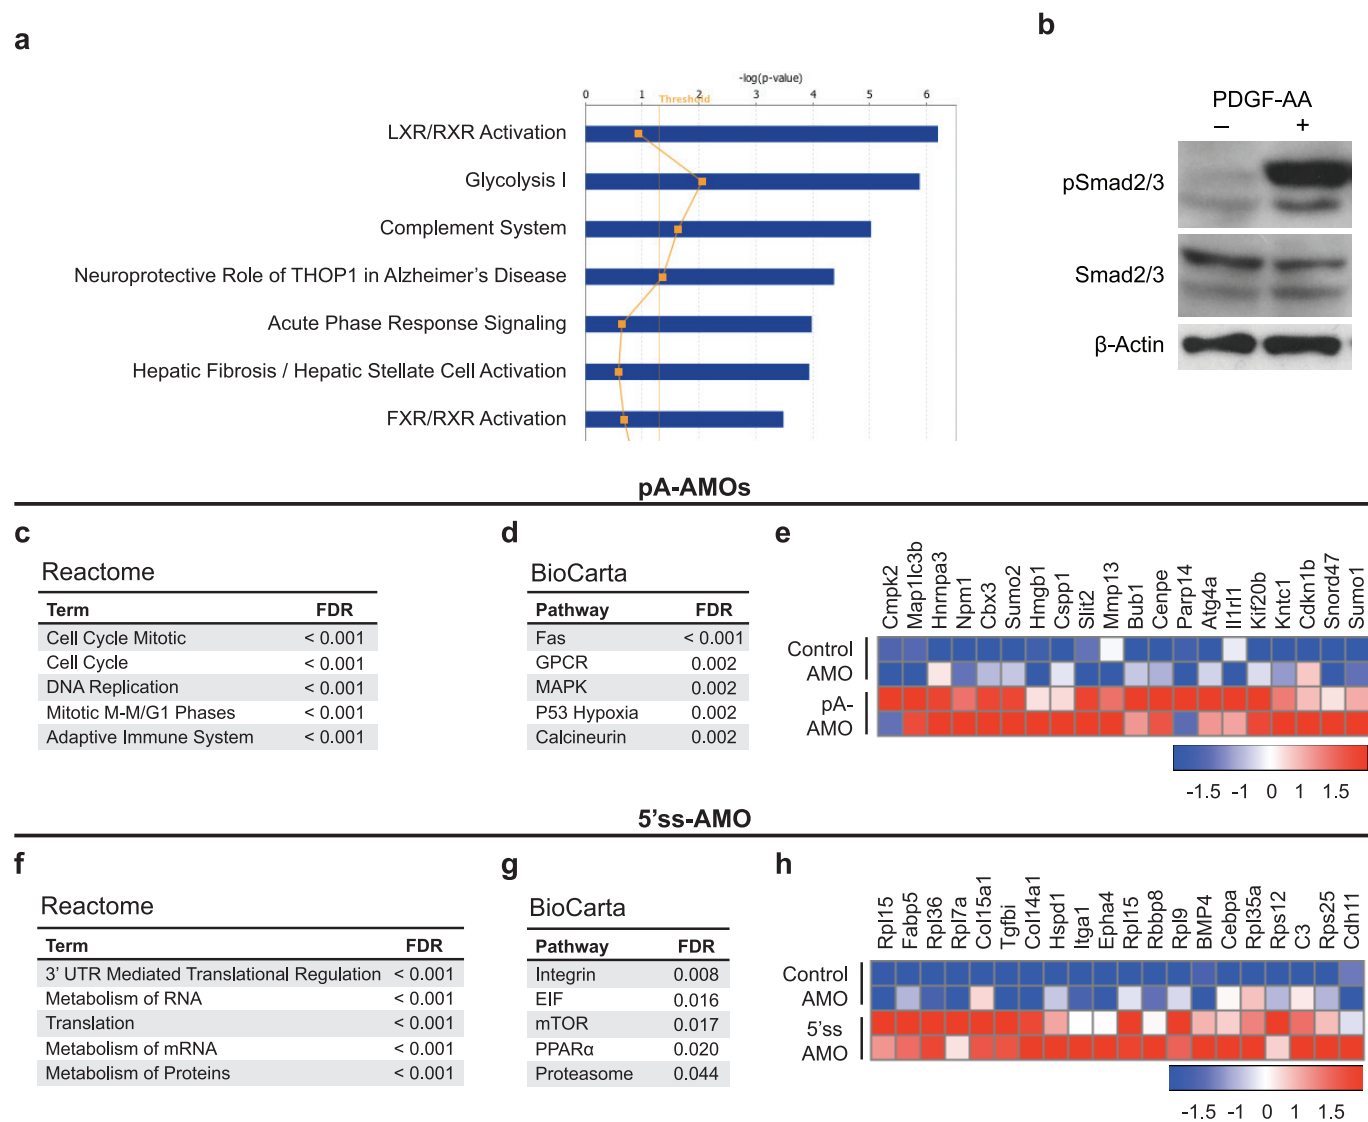 a
-log(p-value)
0 1 2 3 4 5 6
Threshold
LXR/RXR Activation
Glycolysis I
Complement System
Neuroprotective Role of THOP1 in Alzheimer's Disease
Acute Phase Response Signaling
Hepatic Fibrosis / Hepatic Stellate Cell Activation
FXR/RXR Activation
b
PDGF-AA
– +
pSmad2/3
Smad2/3
β-Actin
pA-AMOs
c
Reactome
Term FDR
Cell Cycle Mitotic < 0.001
Cell Cycle < 0.001
DNA Replication < 0.001
Mitotic M-M/G1 Phases < 0.001
Adaptive Immune System < 0.001
d
BioCarta
Pathway FDR
Fas < 0.001
GPCR 0.002
MAPK 0.002
P53 Hypoxia 0.002
Calcineurin 0.002
e
Cmpk2 Map1lc3b Hnrnpa3 Npm1 Cbx3 Sumo2 Hmgb1 Cspp1 Slit2 Mmp13 Bub1 Cenpe Parp14 Atg4a Il1rl1 Kif20b Kntc1 Cdkn1b Snord47 Sumo1
Control
AMO
pA-
AMO
-1.5 -1 0 1 1.5
5'ss-AMO
f
Reactome
Term FDR
3' UTR Mediated Translational Regulation < 0.001
Metabolism of RNA < 0.001
Translation < 0.001
Metabolism of mRNA < 0.001
Metabolism of Proteins < 0.001
g
BioCarta
Pathway FDR
Integrin 0.008
EIF 0.016
mTOR 0.017
PPARα 0.020
Proteasome 0.044
h
Rpl15 Fabp5 Rpl36 Rpl7a Col15a1 Tgfbi Col14a1 Hspd1 Itga1 Epha4 Rpl15 Rbbp8 Rpl9 BMP4 Cebpa Rpl35a Rps12 C3 Rps25 Cdh11
Control
AMO
5'ss
AMO
-1.5 -1 0 1 1.5